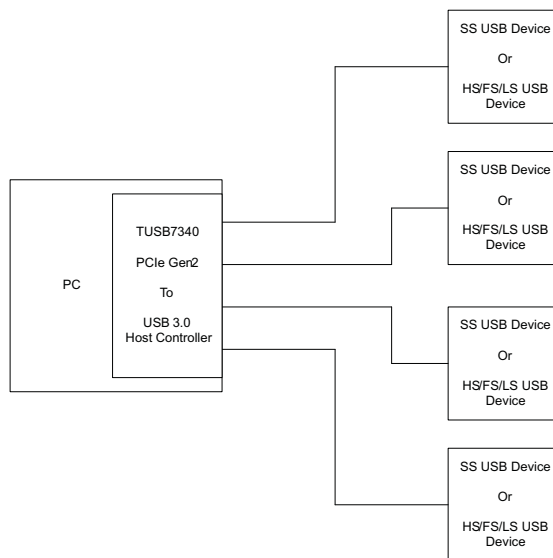 SS USB Device
Or
HS/FS/LS USB
Device
SS USB Device
Or
HS/FS/LS USB
Device
PC
TUSB7340
PCIe Gen2
To
USB 3.0
Host Controller
SS USB Device
Or
HS/FS/LS USB
Device
SS USB Device
Or
HS/FS/LS USB
Device